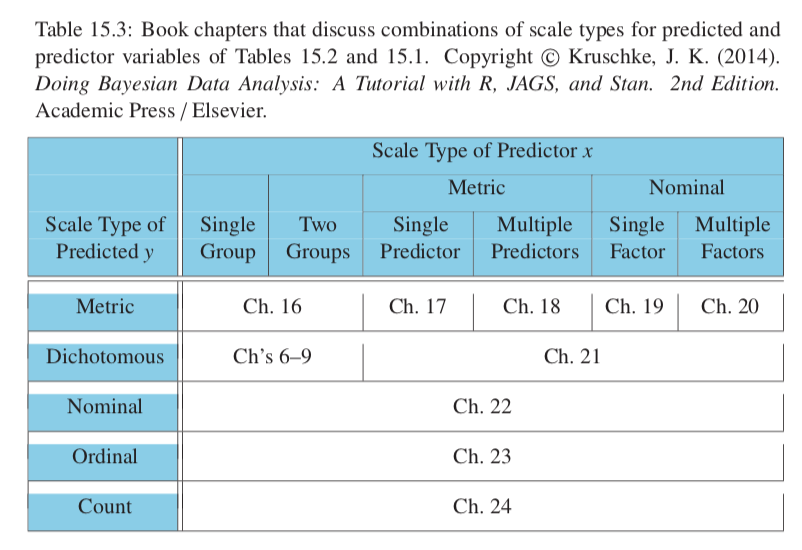 Table 15.3: Book chapters that discuss combinations of scale types for predicted and
predictor variables of Tables 15.2 and 15.1. Copyright © Kruschke, J. K. (2014).
Doing Bayesian Data Analysis: A Tutorial with R, JAGS, and Stan. 2nd Edition.
Academic Press / Elsevier.
Scale Type of Predictor x
Metric Nominal
Scale Type of Single Two Single Multiple Single Multiple
Predicted y Group Groups Predictor Predictors Factor Factors
Metric Ch. 16 Ch. 17 Ch. 18 Ch. 19 Ch. 20
Dichotomous Ch’s 6–9 Ch. 21
Nominal Ch. 22
Ordinal Ch. 23
Count Ch. 24